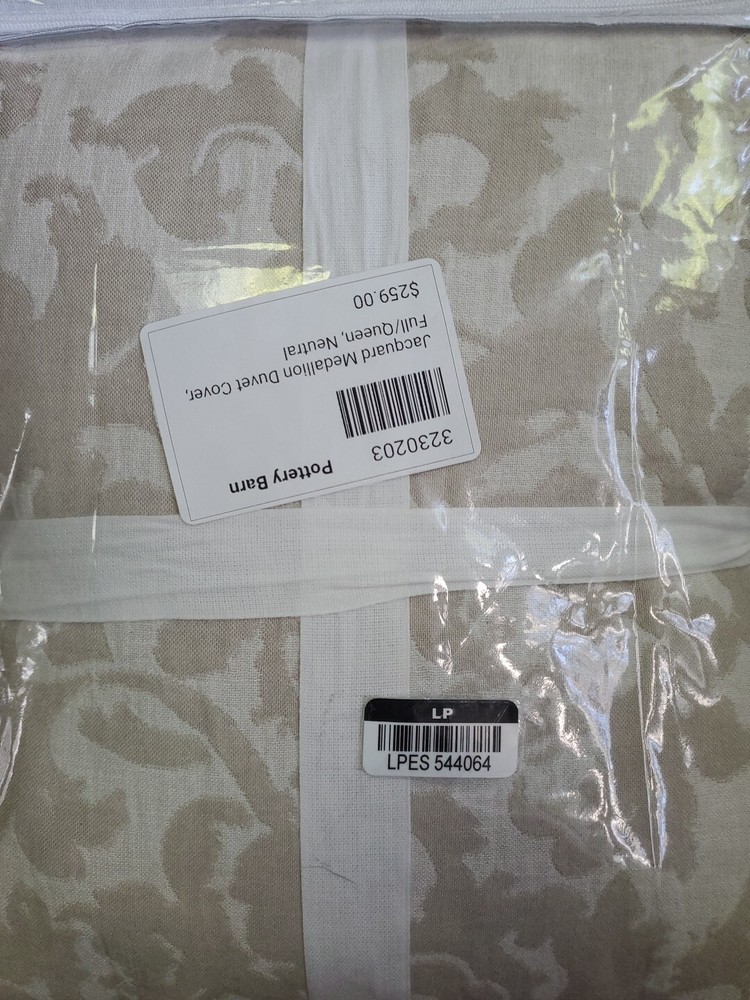 Pottery Barn
3230203
Jacquard Medallion Duvet Cover,
Full/Queen, Neutral
$259.00
LP
LPES 544064